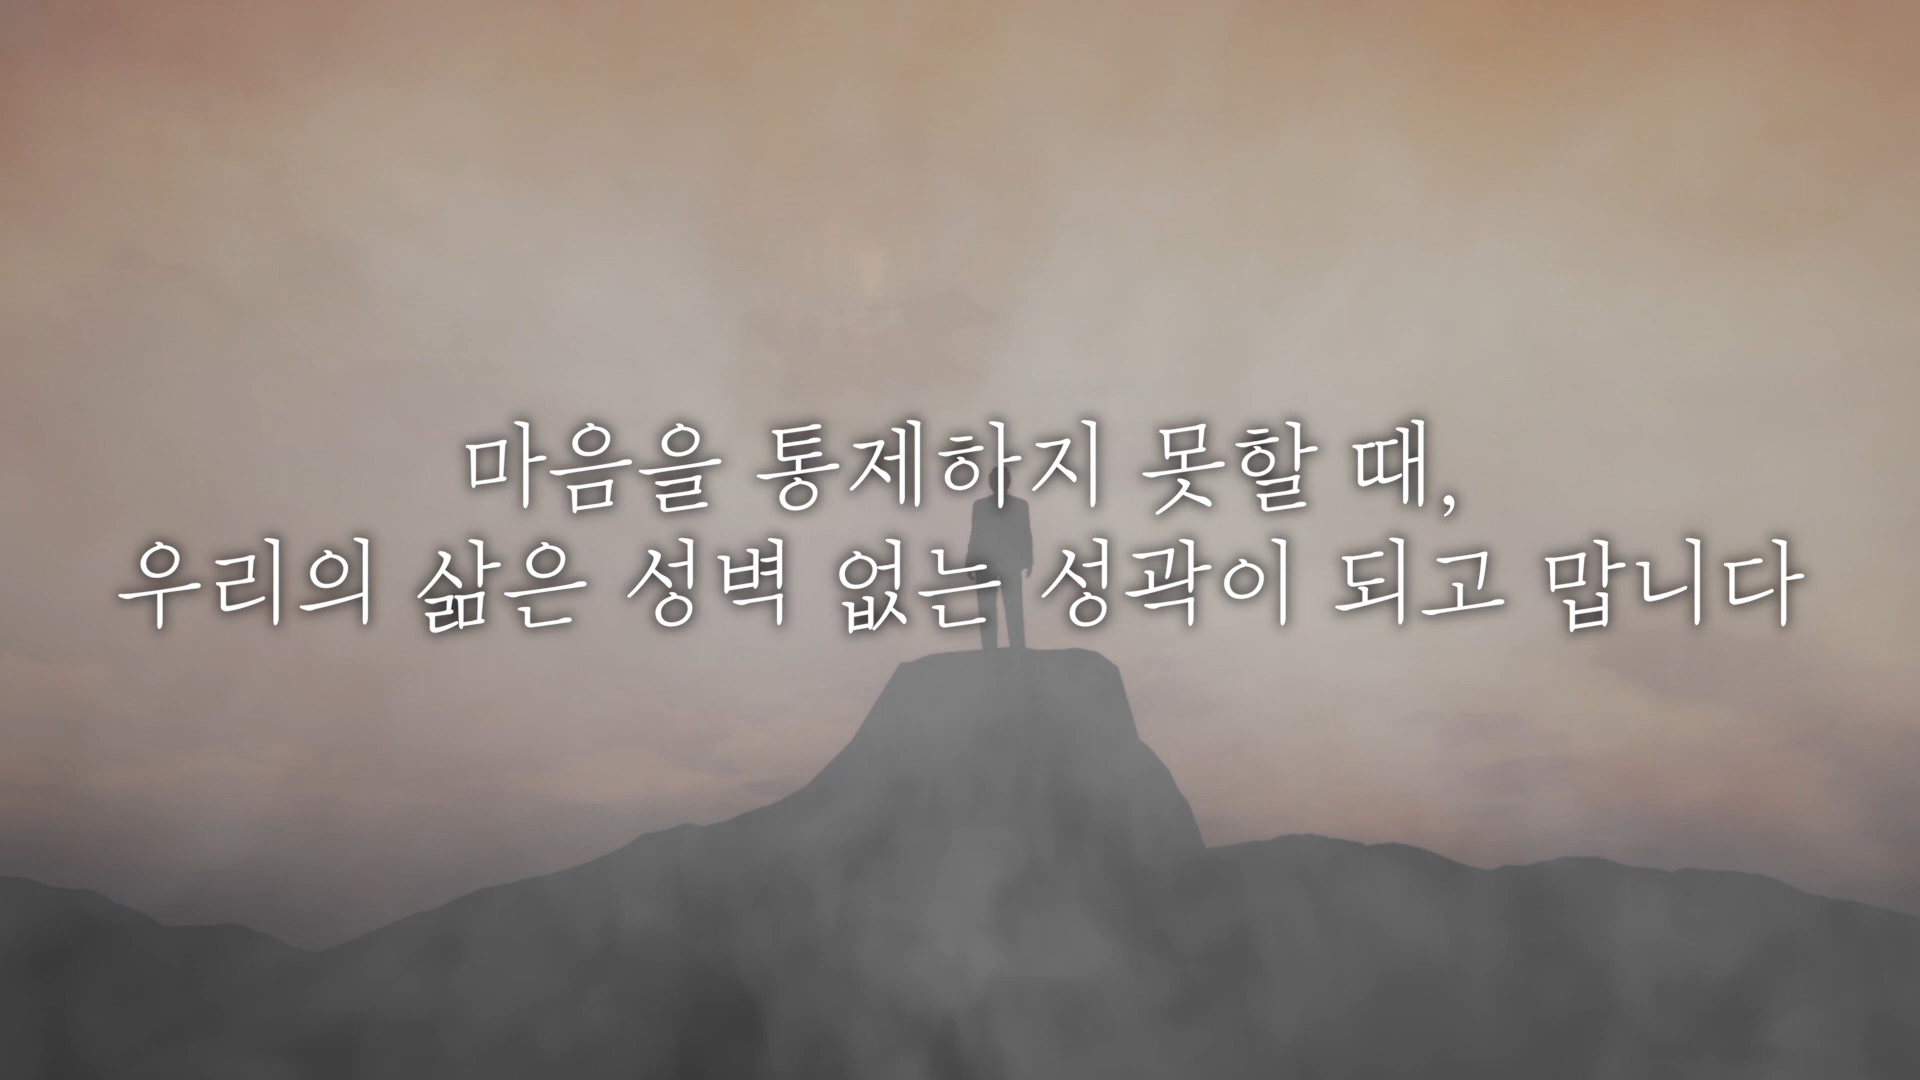 마음을 통제하지 못할 때,
우리의 삶은 성벽 없는 성곽이 되고 맙니다